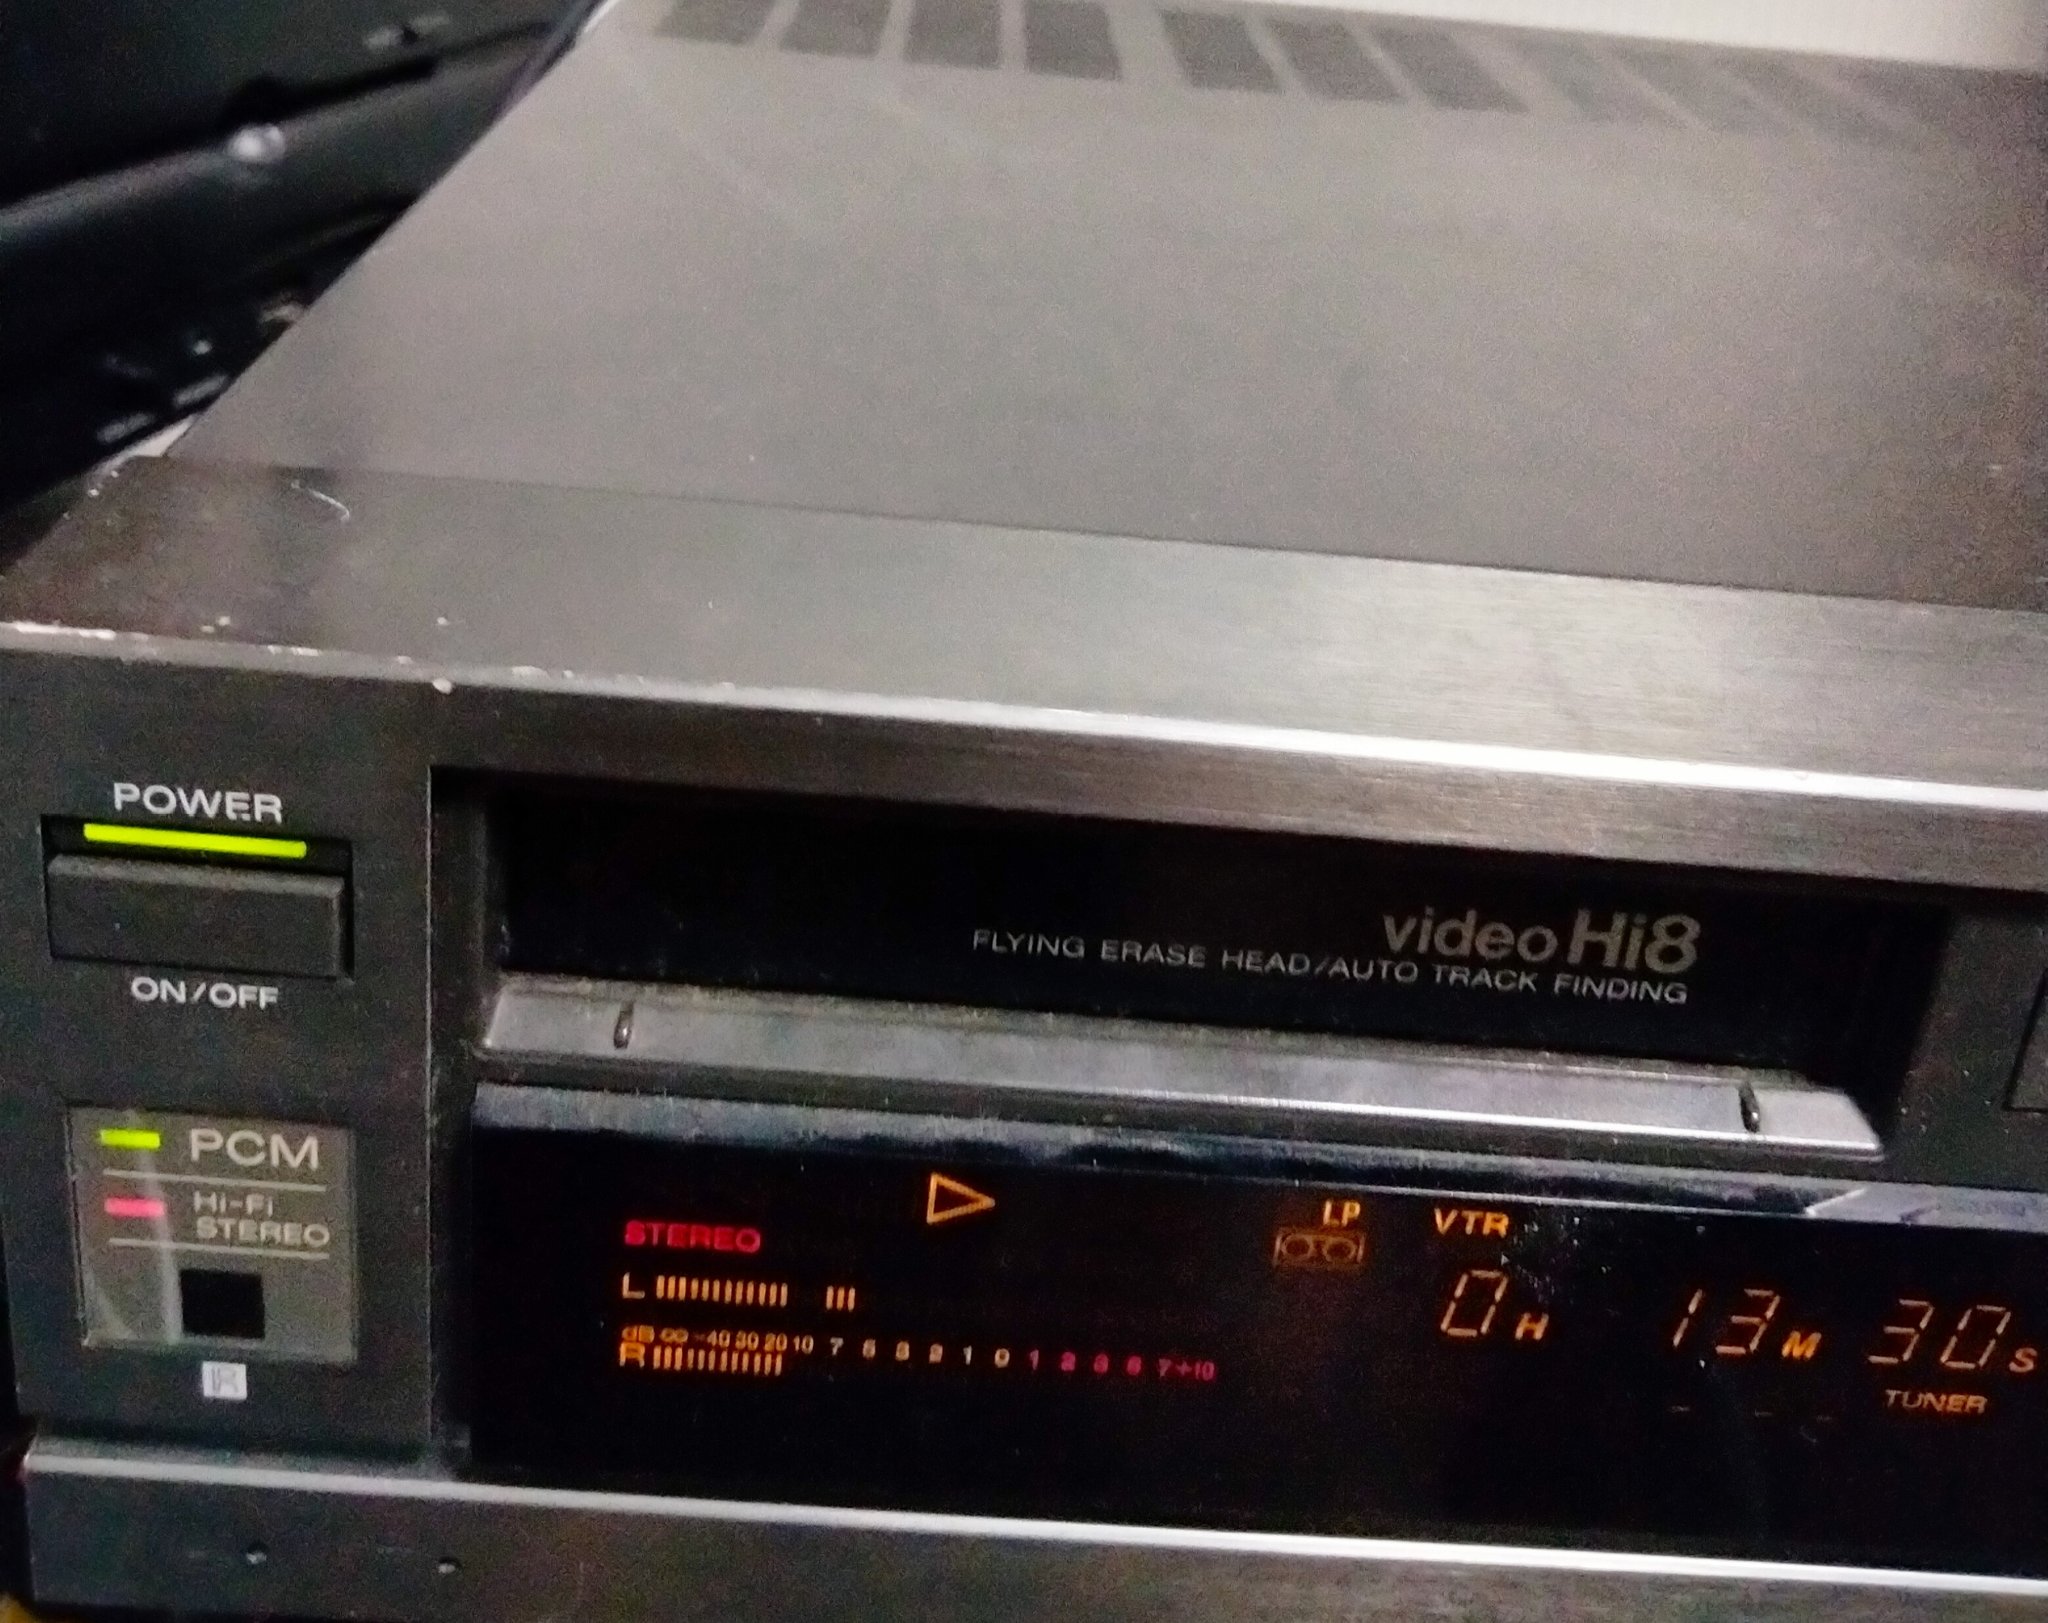 POWER
ON/OFF
video Hi8
FLYING ERASE HEAD/AUTO TRACK FINDING
PCM
Hi-Fi
STEREO
STEREO
LP
VTR
0H 13M 30S
L
dB ∞ -40 30 20 10 7 5 3 2 1 0 1 2 3 5 7 +10
R
TUNER